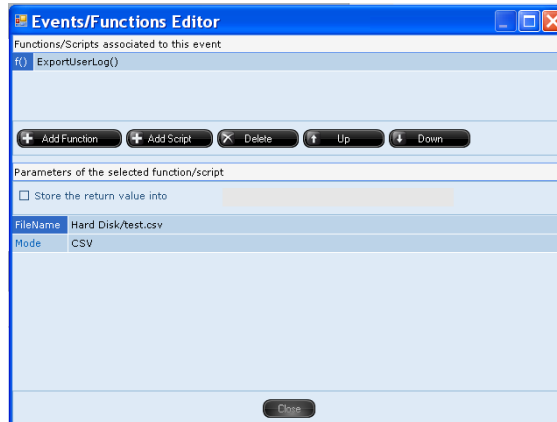 Events/Functions Editor
Functions/Scripts associated to this event
f() ExportUserLog()
Add Function Add Script Delete Up Down
Parameters of the selected function/script
Store the return value into
FileName Hard Disk/test.csv
Mode CSV
Close